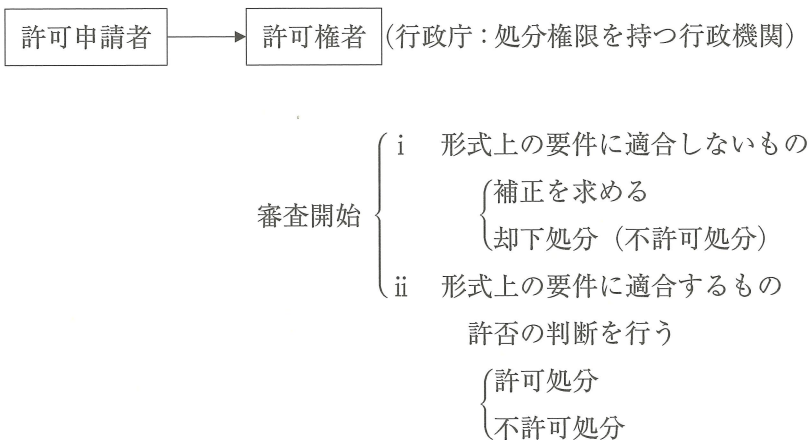 許可申請者 許可権者 (行政庁：処分権限を持つ行政機関)
審査開始
ⅰ 形式上の要件に適合しないもの
補正を求める
却下処分（不許可処分）
ⅱ 形式上の要件に適合するもの
許否の判断を行う
許可処分
不許可処分